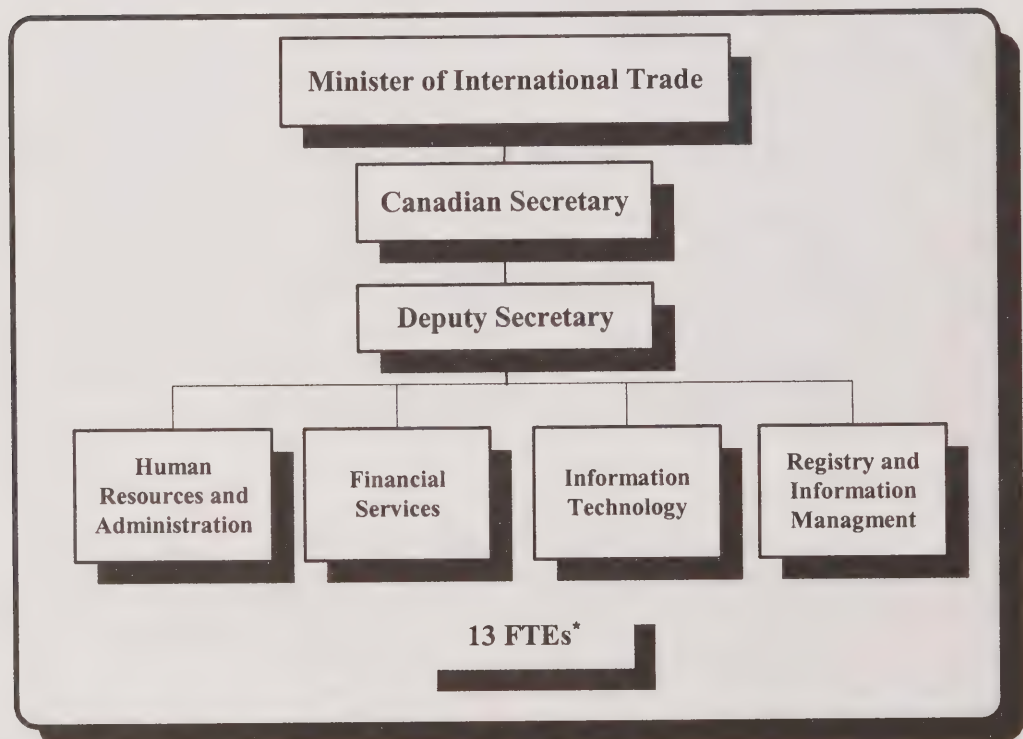 Minister of International Trade
Canadian Secretary
Deputy Secretary
Human
Resources and
Administration
Financial
Services
Information
Technology
Registry and
Information
Managment
13 FTEs*